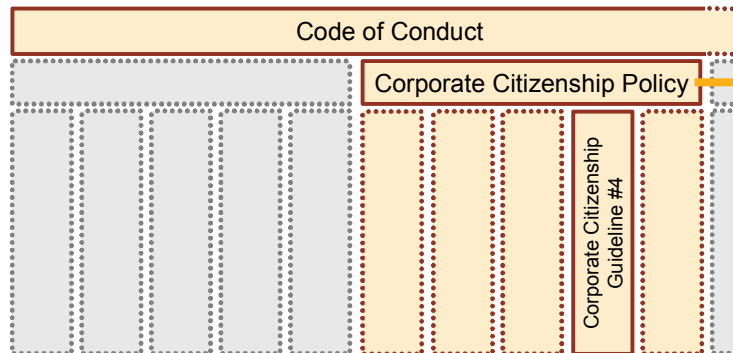 Code of Conduct
Corporate Citizenship Policy
Corporate Citizenship
Guideline #4